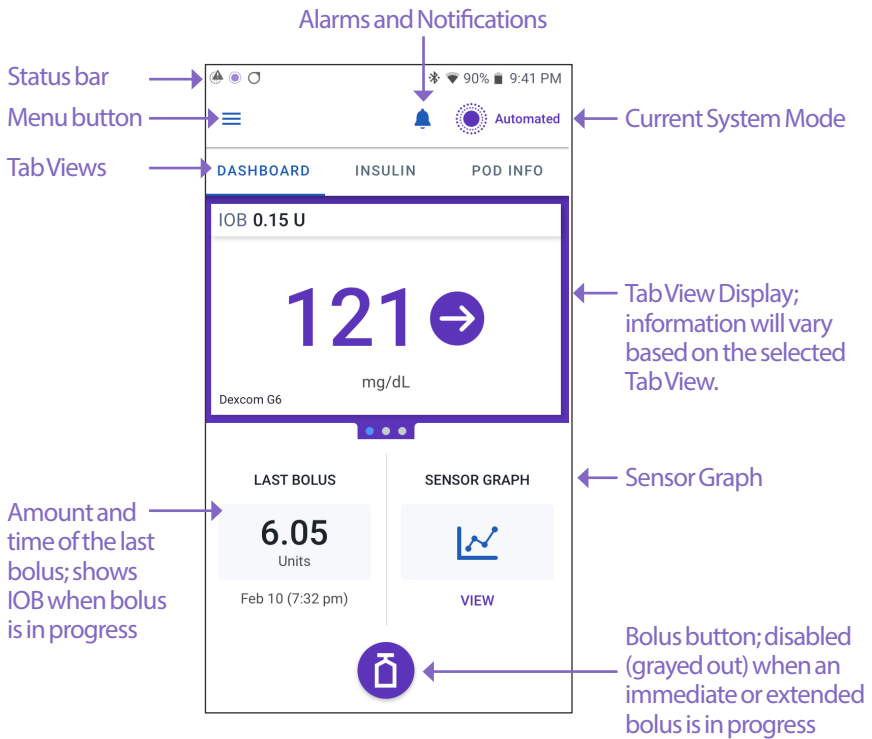 Alarms and Notifications
Status bar
90% 9:41 PM
Menu button
Automated
Current System Mode
Tab Views
DASHBOARD INSULIN POD INFO
IOB 0.15 U
121
mg/dL
Dexcom G6
Tab View Display;
information will vary
based on the selected
Tab View.
LAST BOLUS
SENSOR GRAPH
Sensor Graph
Amount and
time of the last
bolus; shows
IOB when bolus
is in progress
6.05
Units
Feb 10 (7:32 pm)
VIEW
Bolus button; disabled
(grayed out) when an
immediate or extended
bolus is in progress